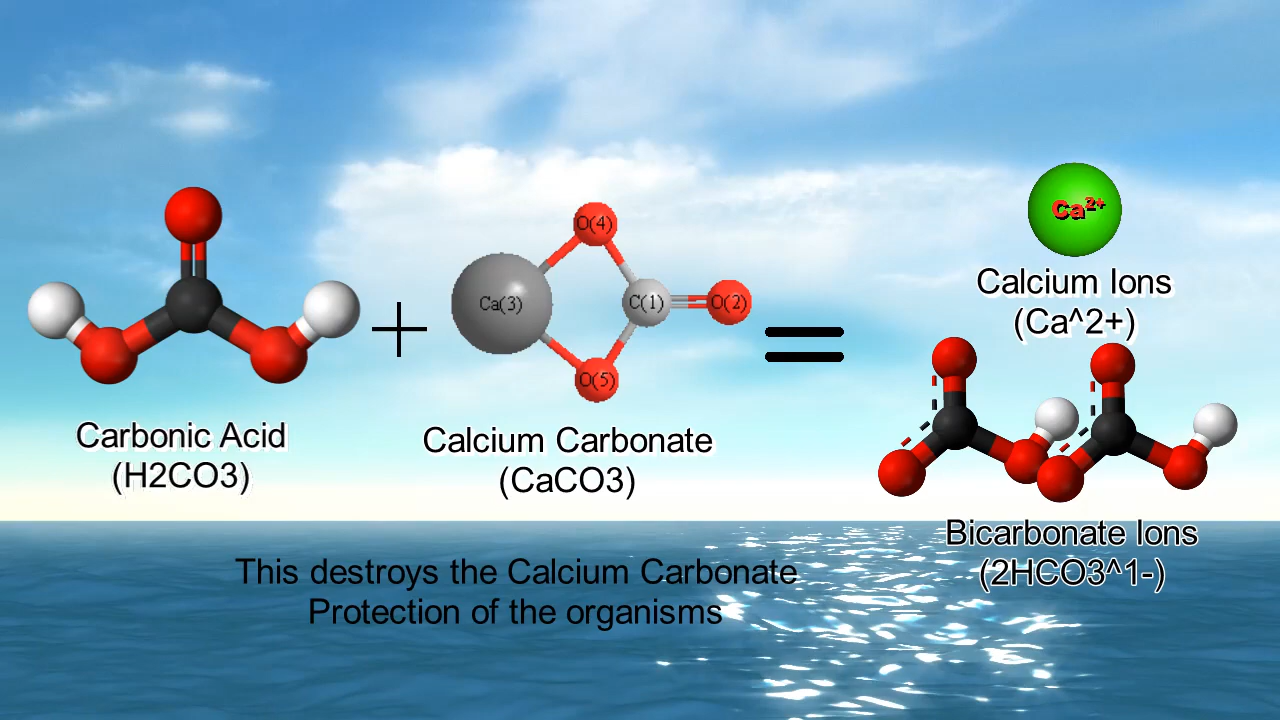 Carbonic Acid
(H2CO3)
+
Ca(3)
O(4)
C(1)
O(2)
O(5)
Calcium Carbonate
(CaCO3)
=
Ca²⁺
Calcium Ions
(Ca^2+)
Bicarbonate Ions
(2HCO3^1-)
This destroys the Calcium Carbonate
Protection of the organisms